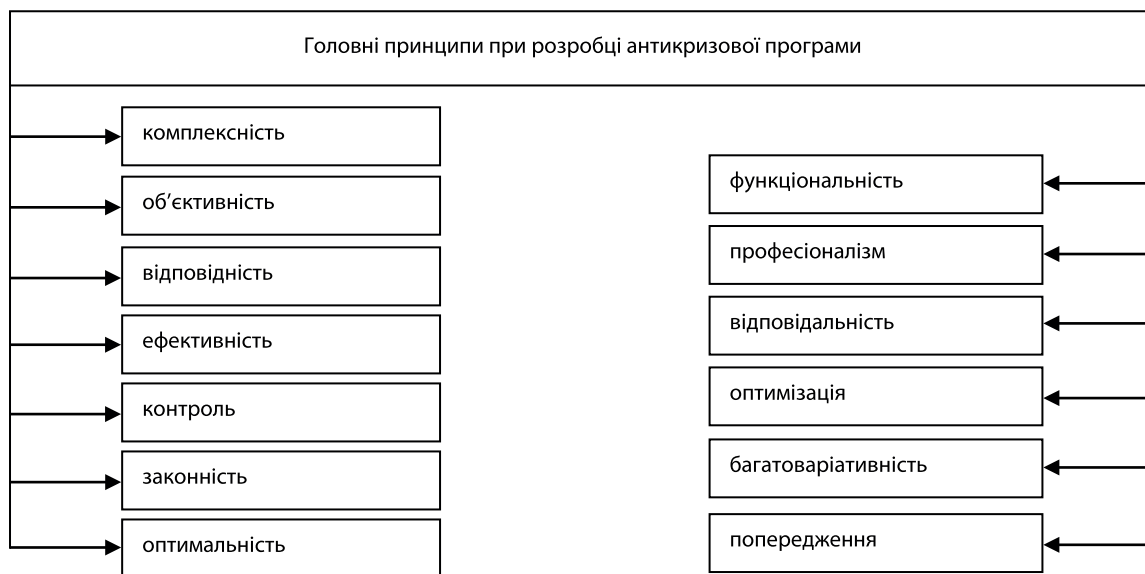 Головні принципи при розробці антикризової програми
комплексність
об’єктивність
відповідність
ефективність
контроль
законність
оптимальність
функціональність
професіоналізм
відповідальність
оптимізація
багатоваріативність
попередження